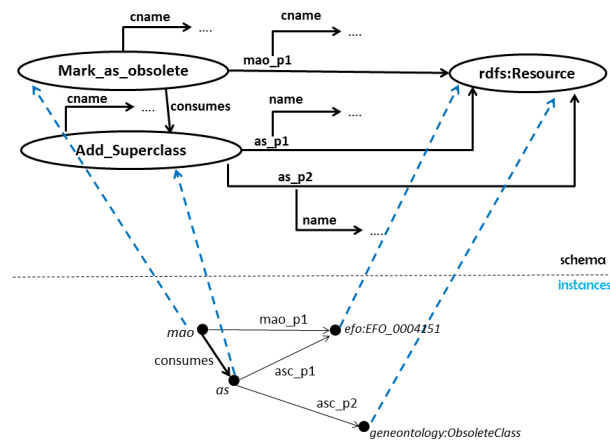 cname
....
cname
....
mao_p1
Mark_as_obsolete
rdfs:Resource
cname
....
consumes
name
....
as_p1
Add_Superclass
as_p2
name
.....
schema
instances
mao
mao_p1
efo:EFO_0004151
consumes
asc_p1
as
asc_p2
geneontology:ObsoleteClass